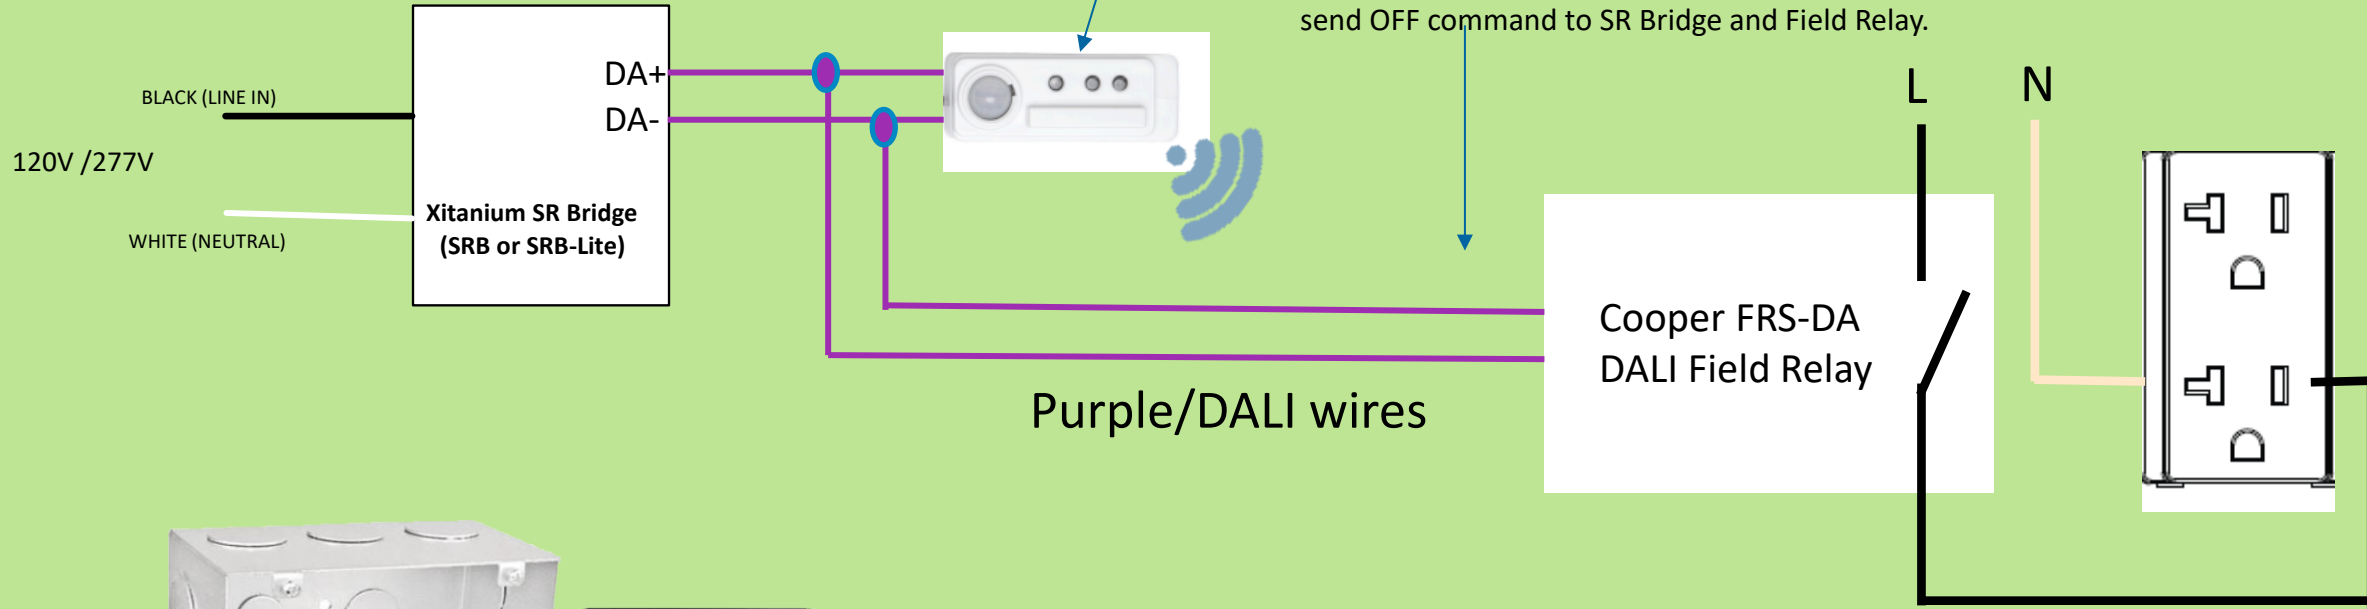 send OFF command to SR Bridge and Field Relay.
DA+
BLACK (LINE IN)
DA-
120V /277V
Xitanium SR Bridge
(SRB or SRB-Lite)
WHITE (NEUTRAL)
L
N
Cooper FRS-DA
DALI Field Relay
Purple/DALI wires